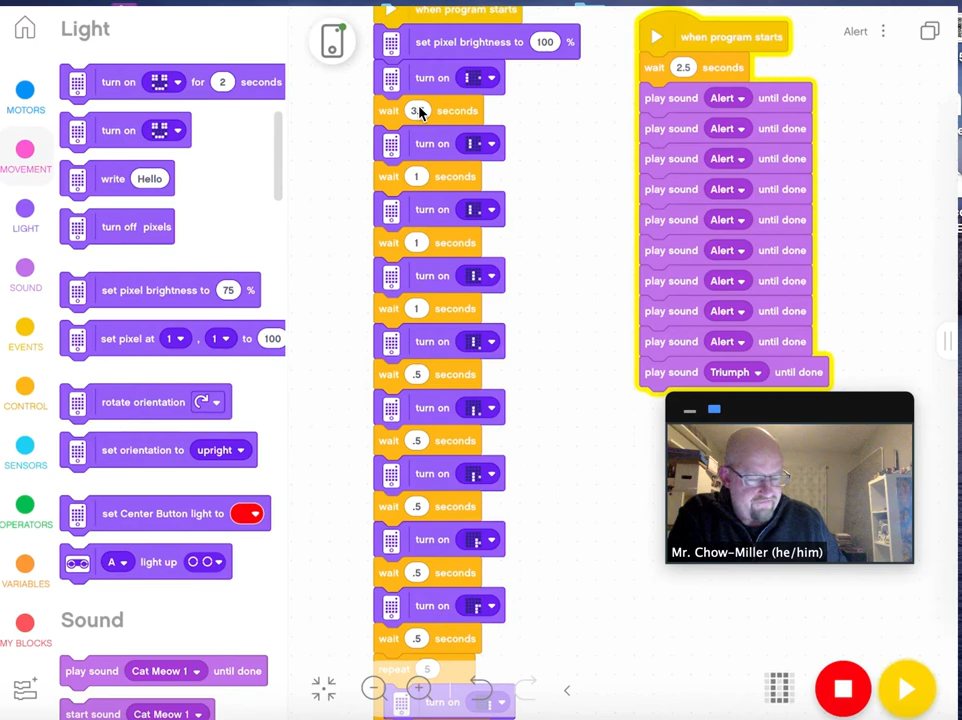 Light
MOTORS
MOVEMENT
LIGHT
SOUND
EVENTS
CONTROL
SENSORS
OPERATORS
VARIABLES
MY BLOCKS
turn on for 2 seconds
turn on
write Hello
turn off pixels
set pixel brightness to 75 %
set pixel at 1 , 1 to 100
rotate orientation
set orientation to upright
set Center Button light to
A light up
Sound
play sound Cat Meow 1 until done
start sound Cat Meow 1
when program starts
set pixel brightness to 100 %
turn on
wait 3. seconds
turn on
wait 1 seconds
turn on
wait 1 seconds
turn on
wait 1 seconds
turn on
wait .5 seconds
turn on
wait .5 seconds
turn on
wait .5 seconds
turn on
wait .5 seconds
turn on
wait .5 seconds
repeat 5
turn on
Alert
when program starts
wait 2.5 seconds
play sound Alert until done
play sound Alert until done
play sound Alert until done
play sound Alert until done
play sound Alert until done
play sound Alert until done
play sound Alert until done
play sound Alert until done
play sound Alert until done
play sound Triumph until done
Mr. Chow-Miller (he/him)